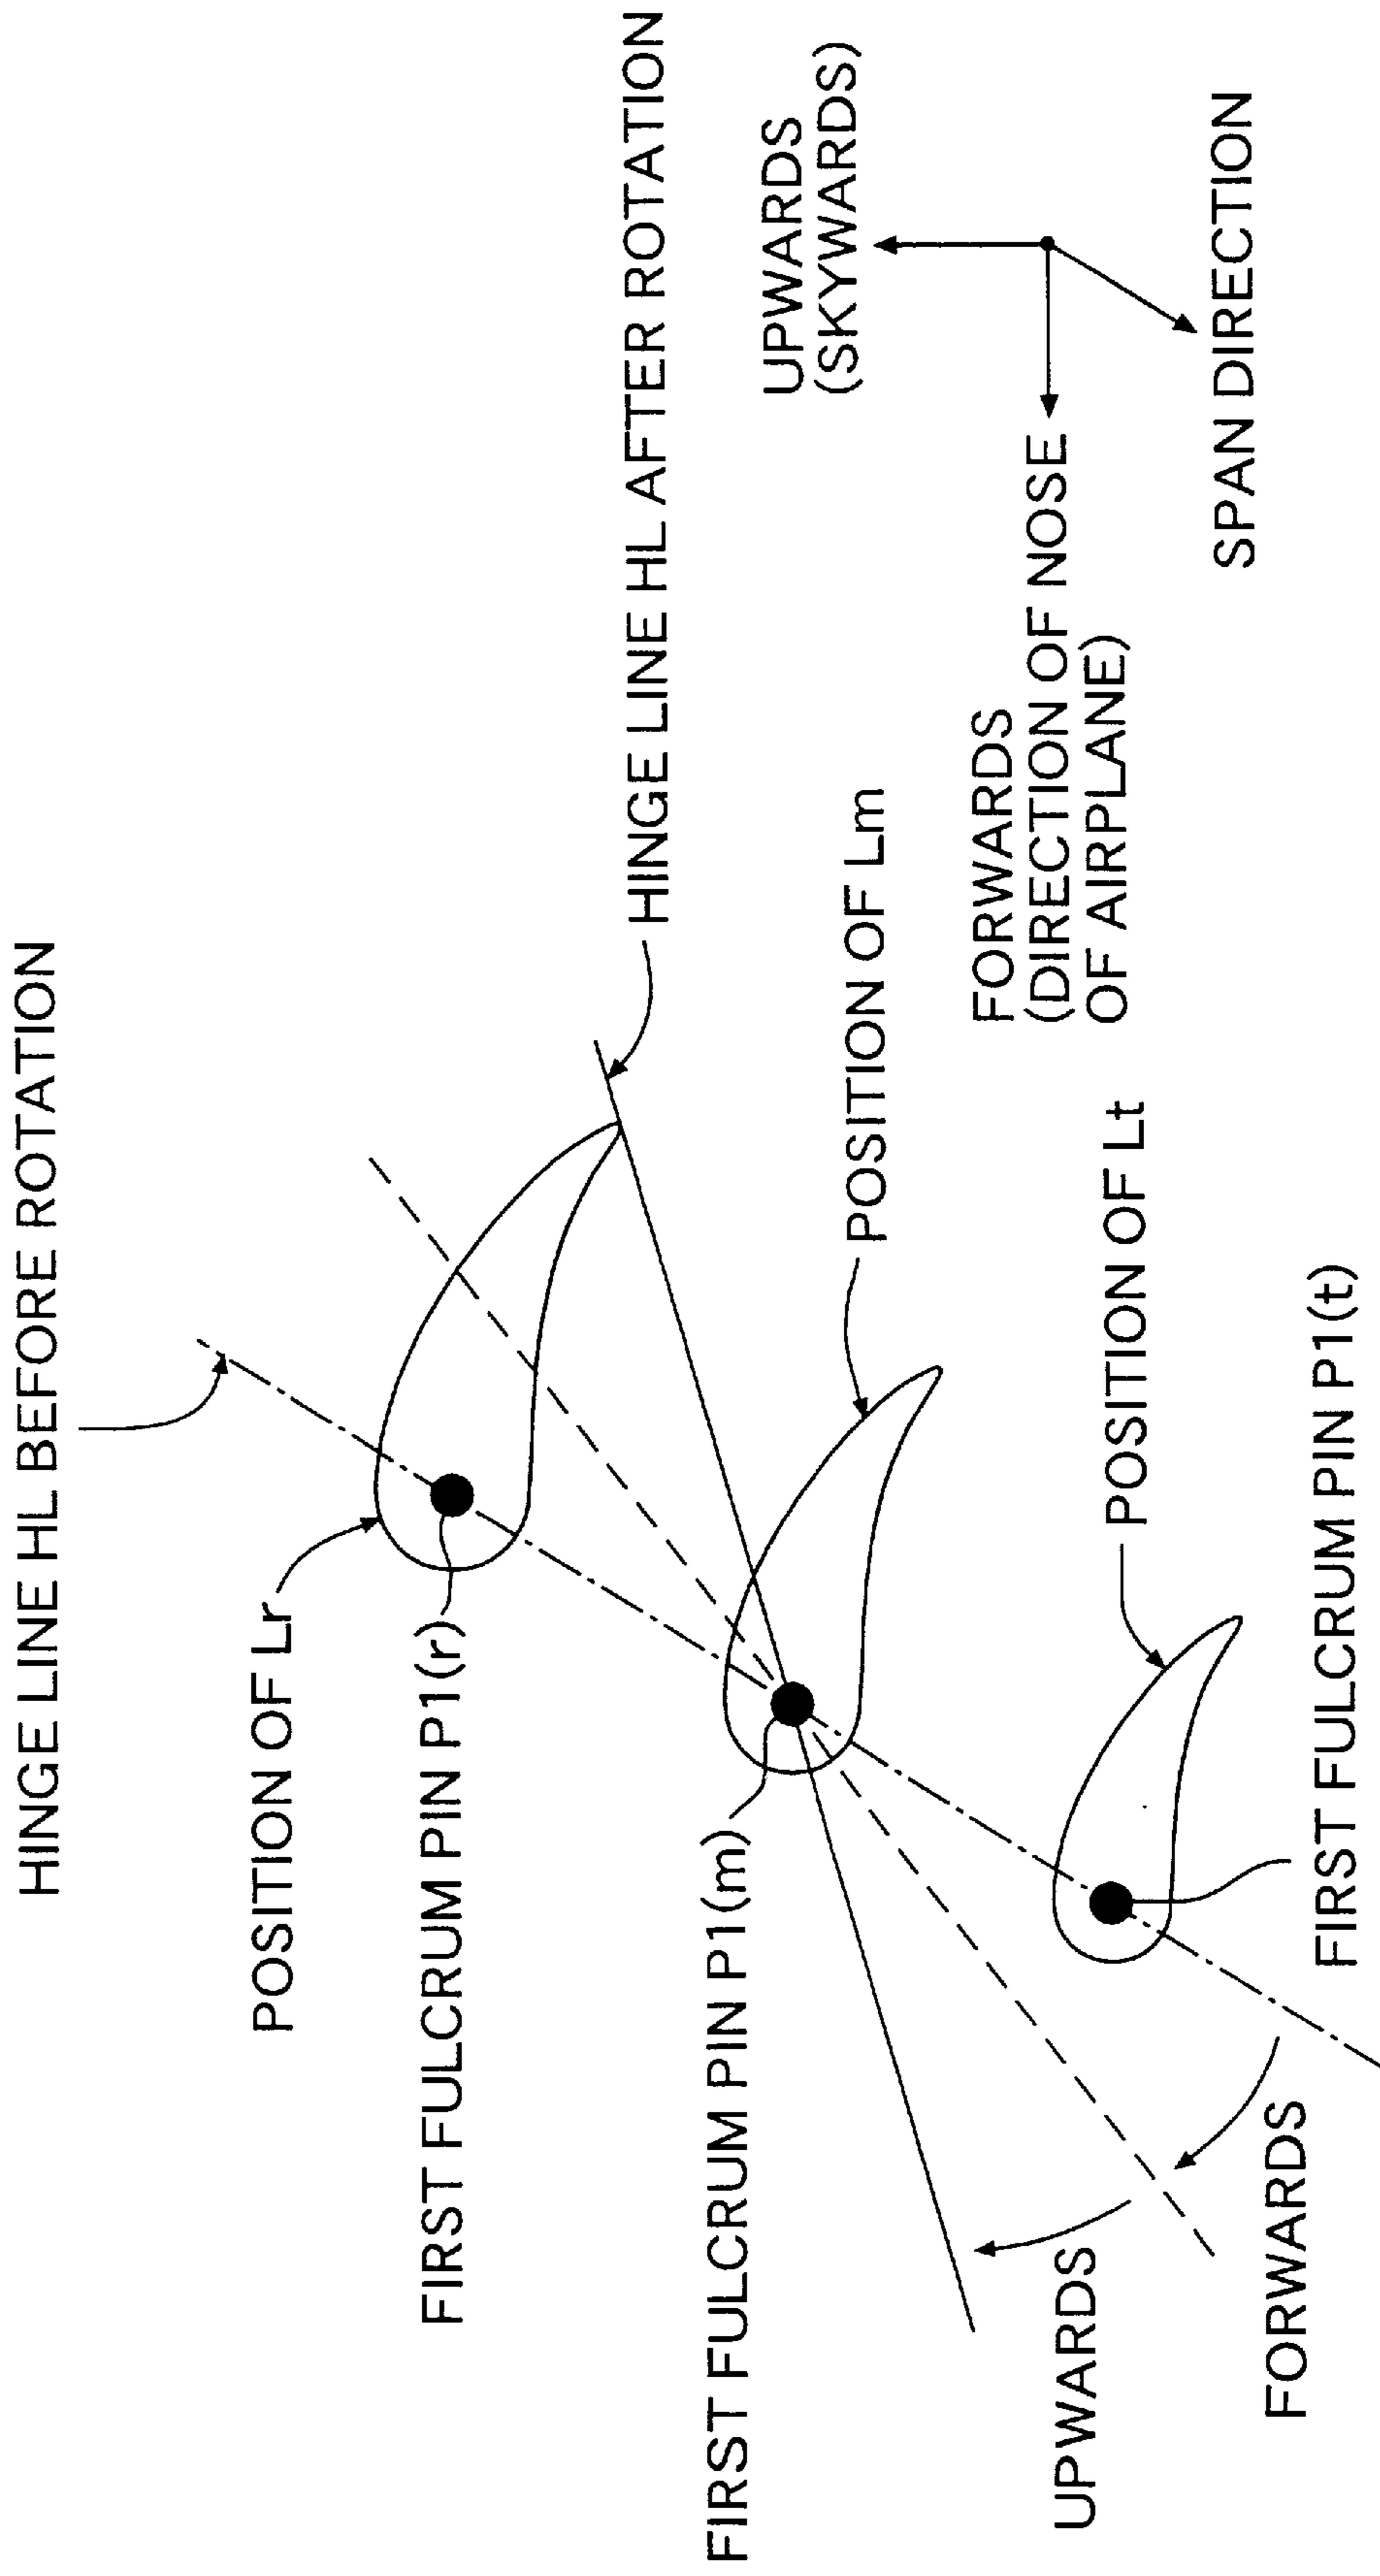 HINGE LINE HL BEFORE ROTATION
POSITION OF Lr
FIRST FULCRUM PIN P1(r)
HINGE LINE HL AFTER ROTATION
FIRST FULCRUM PIN P1(m)
UPWARDS
(SKYWARDS)
POSITION OF Lm
FORWARDS
(DIRECTION OF NOSE
OF AIRPLANE)
SPAN DIRECTION
UPWARDS
POSITION OF Lt
FORWARDS
FIRST FULCRUM PIN P1(t)